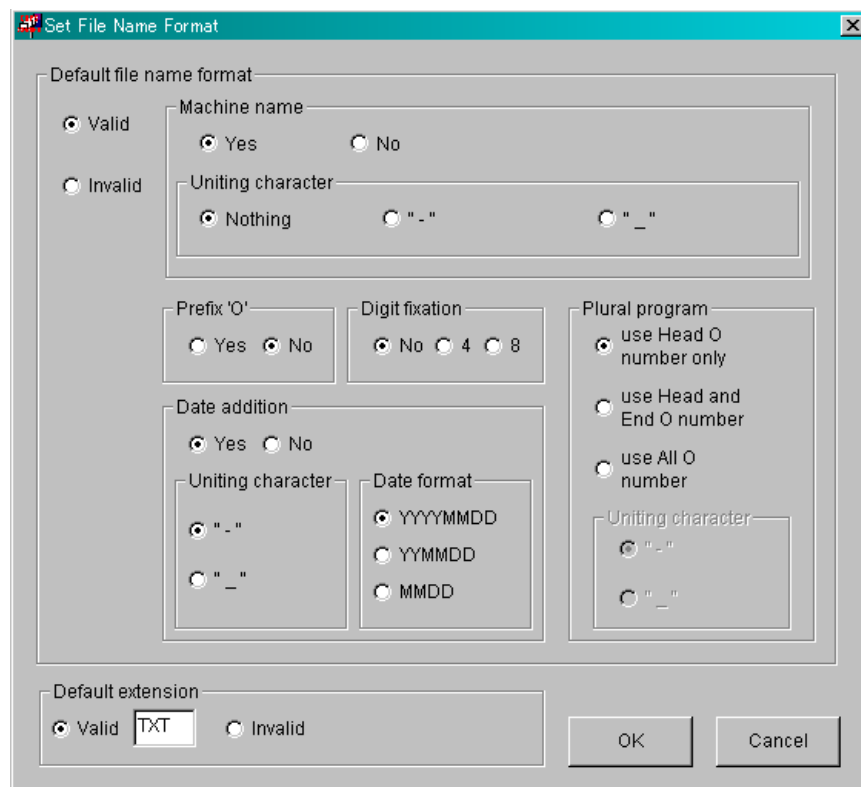 Set File Name Format
Default file name format
Valid
Invalid
Machine name
Yes No
Uniting character
Nothing "-" "_"
Prefix 'O'
Yes No
Digit fixation
No 4 8
Plural program
use Head O
number only
use Head and
End O number
use All O
number
Uniting character
"-"
"_"
Date addition
Yes No
Uniting character
"-"
"_"
Date format
YYYYMMDD
YYMMDD
MMDD
Default extension
Valid TXT Invalid
OK Cancel